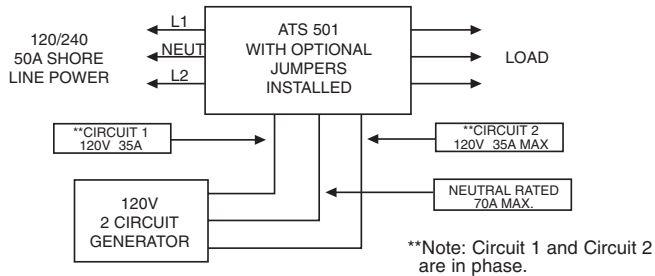 120/240
50A SHORE
LINE POWER
L1
NEUT
L2
ATS 501
WITH OPTIONAL
JUMPERS
INSTALLED
LOAD
**CIRCUIT 1
120V 35A
**CIRCUIT 2
120V 35A MAX
120V
2 CIRCUIT
GENERATOR
NEUTRAL RATED
70A MAX.
**Note: Circuit 1 and Circuit 2
are in phase.